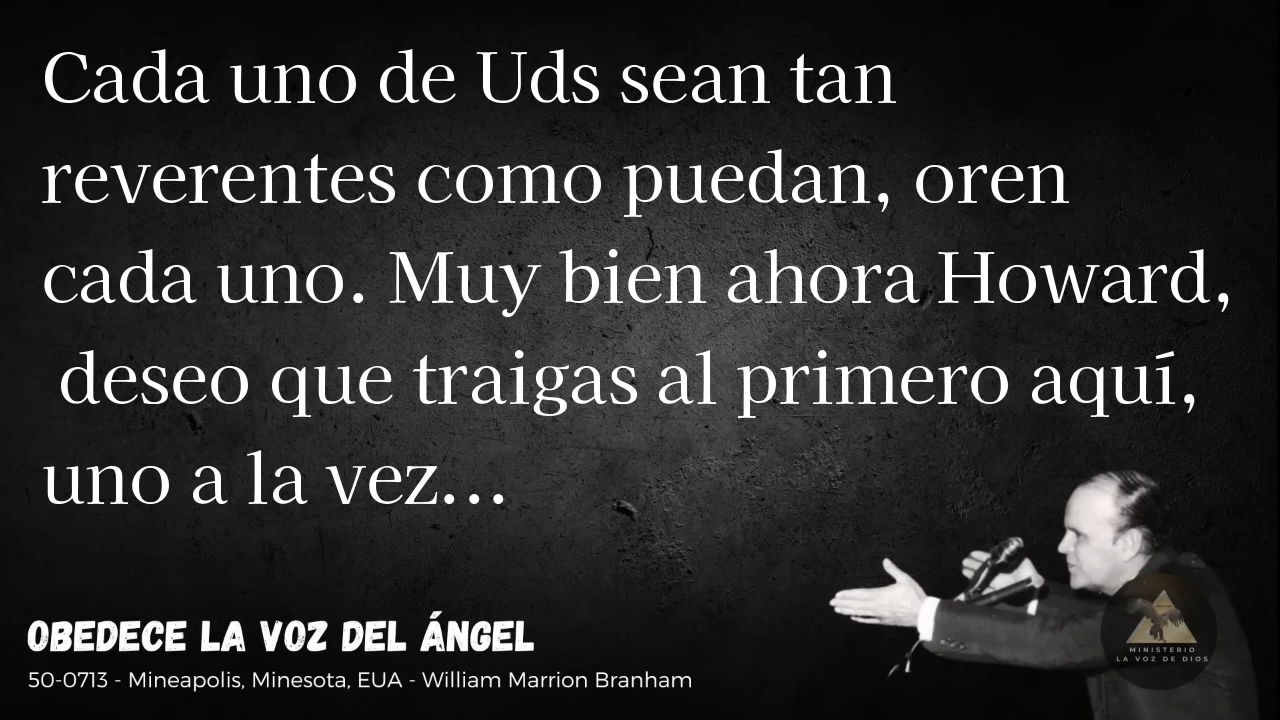 Cada uno de Uds sean tan
reverentes como puedan, oren
cada uno. Muy bien ahora Howard,
deseo que traigas al primero aquí,
uno a la vez...
OBEDECE LA VOZ DEL ÁNGEL
50-0713 - Mineapolis, Minesota, EUA - William Marrion Branham
MINISTERIO
LA VOZ DE DIOS